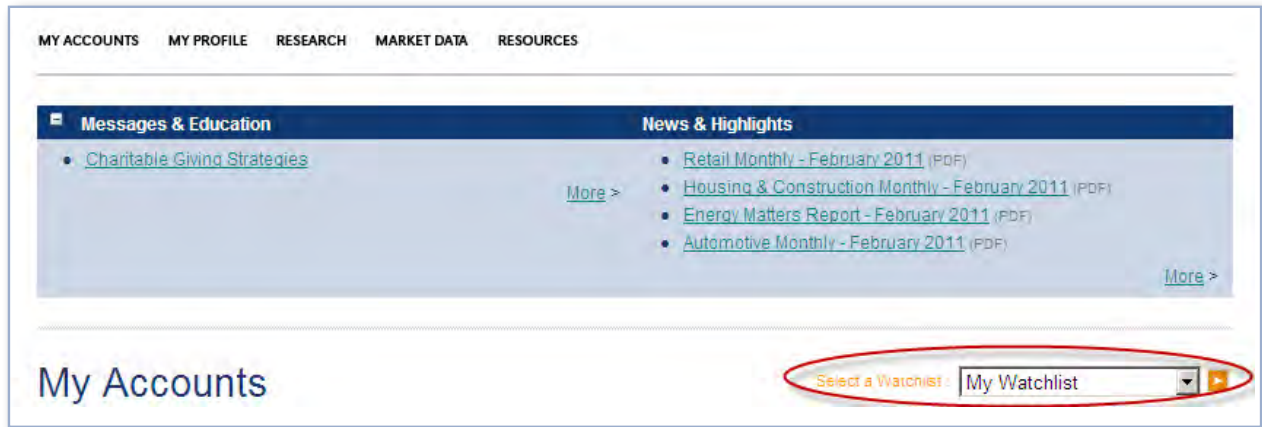 MY ACCOUNTS MY PROFILE RESEARCH MARKET DATA RESOURCES
Messages & Education
Charitable Giving Strategies
More >
News & Highlights
Retail Monthly - February 2011 (PDF)
Housing & Construction Monthly - February 2011 (PDF)
Energy Matters Report - February 2011 (PDF)
Automotive Monthly - February 2011 (PDF)
More >
My Accounts
Select a Watchlist : My Watchlist